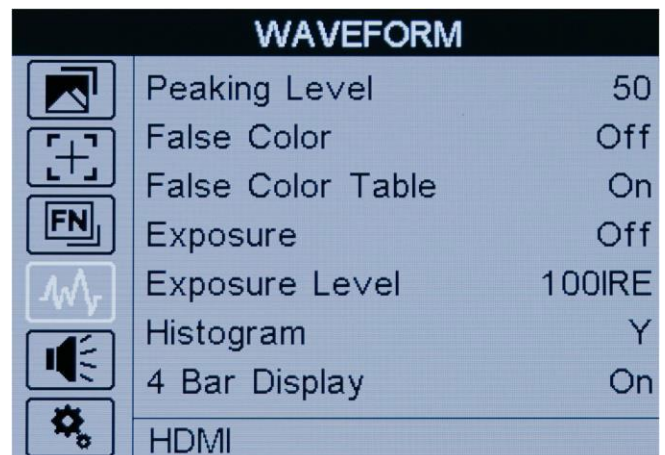 WAVEFORM
Peaking Level 50
False Color Off
False Color Table On
FN
Exposure Off
Exposure Level 100IRE
Histogram Y
4 Bar Display On
HDMI